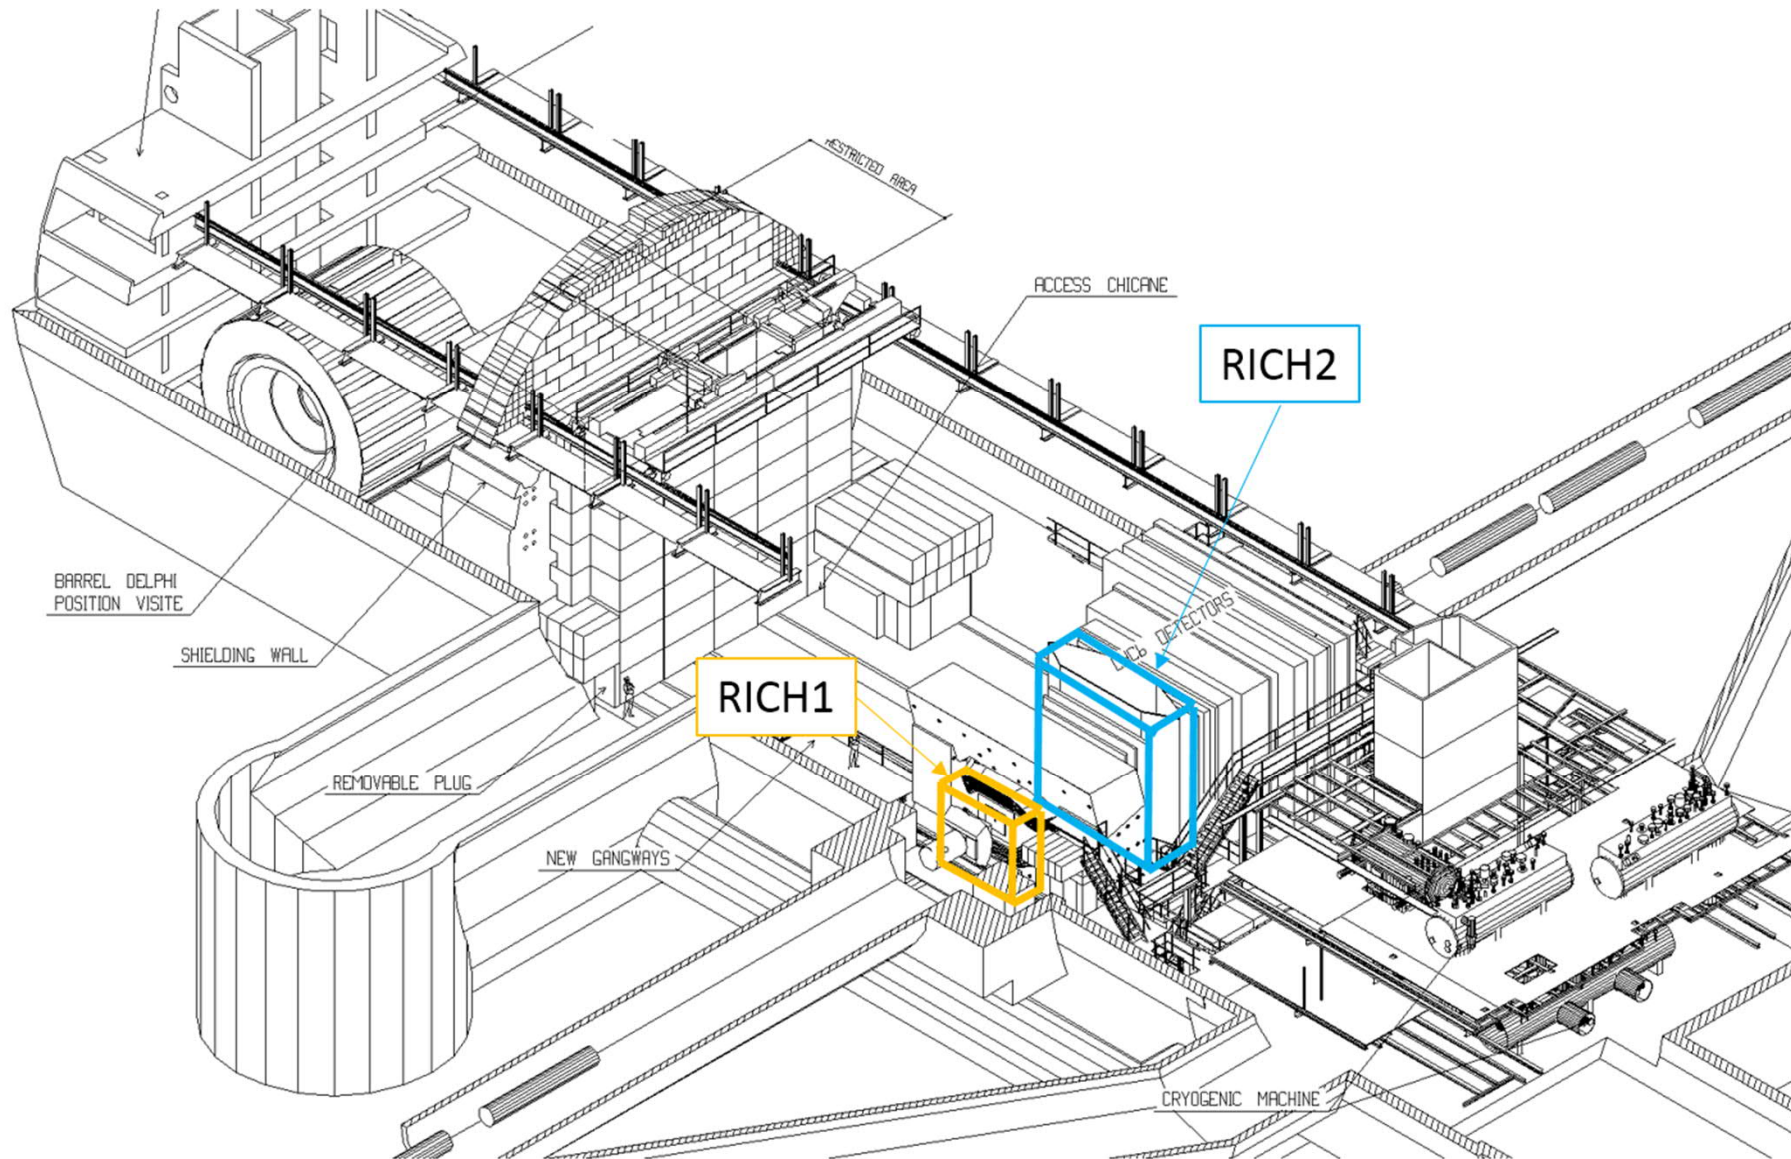 RESTRICTED AREA
ACCESS CHICANE
RICH2
BARREL DELPHI
POSITION VISITE
LHCb DETECTORS
SHIELDING WALL
RICH1
REMOVABLE PLUG
NEW GANGWAYS
CRYOGENIC MACHINE